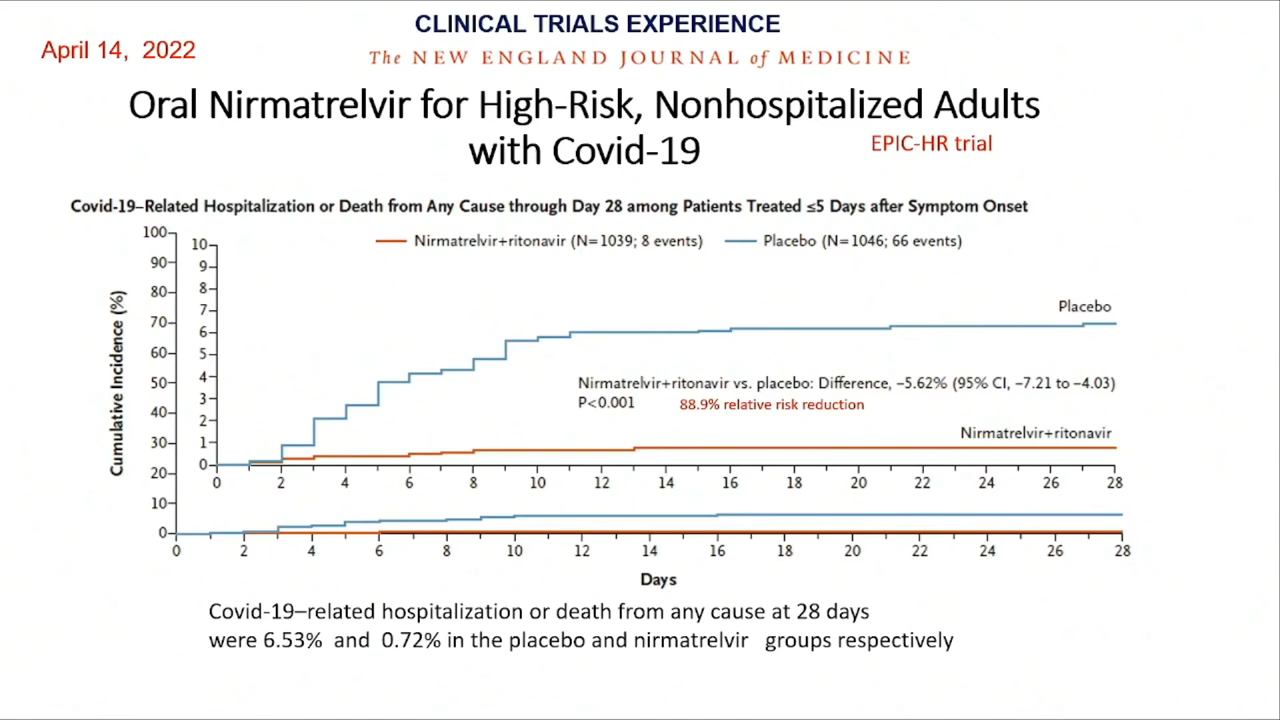 CLINICAL TRIALS EXPERIENCE
April 14, 2022
The NEW ENGLAND JOURNAL of MEDICINE
Oral Nirmatrelvir for High-Risk, Nonhospitalized Adults
with Covid-19
EPIC-HR trial
Covid-19–Related Hospitalization or Death from Any Cause through Day 28 among Patients Treated ≤5 Days after Symptom Onset
Nirmatrelvir+ritonavir (N=1039; 8 events)
Placebo (N=1046; 66 events)
Cumulative Incidence (%)
100
90
80
70
60
50
40
30
20
10
0
10
9
8
7
6
5
4
3
2
1
0
Placebo
Nirmatrelvir+ritonavir vs. placebo: Difference, −5.62% (95% CI, −7.21 to −4.03)
P<0.001
88.9% relative risk reduction
Nirmatrelvir+ritonavir
0 2 4 6 8 10 12 14 16 18 20 22 24 26 28
0 2 4 6 8 10 12 14 16 18 20 22 24 26 28
Days
Covid-19–related hospitalization or death from any cause at 28 days
were 6.53% and 0.72% in the placebo and nirmatrelvir groups respectively